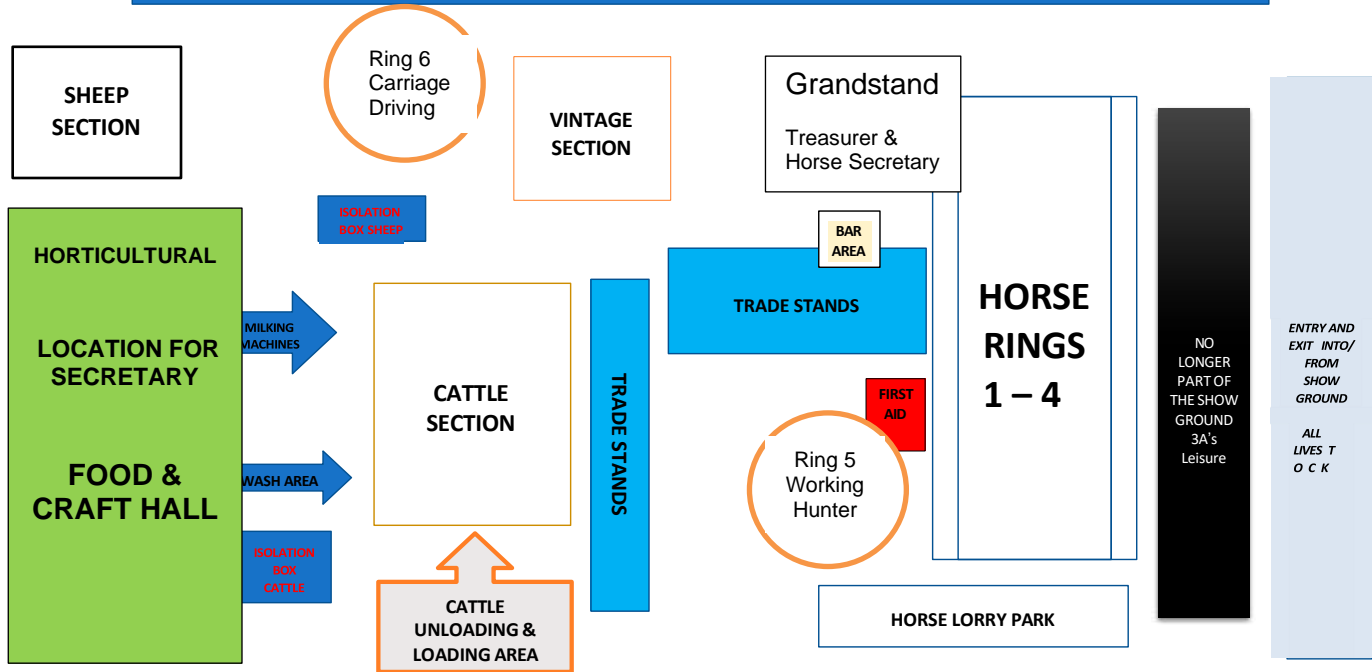 SHEEP
SECTION
Ring 6
Carriage
Driving
VINTAGE
SECTION
Grandstand
Treasurer &
Horse Secretary
ISOLATION
BOX SHEEP
BAR
AREA
HORTICULTURAL
LOCATION FOR
SECRETARY
FOOD &
CRAFT HALL
MILKING
MACHINES
WASH AREA
ISOLATION
BOX
CATTLE
CATTLE
SECTION
CATTLE
UNLOADING &
LOADING AREA
TRADE STANDS
TRADE STANDS
FIRST
AID
Ring 5
Working
Hunter
HORSE
RINGS
1 – 4
HORSE LORRY PARK
NO
LONGER
PART OF
THE SHOW
GROUND
3A's
Leisure
ENTRY AND
EXIT INTO/
FROM
SHOW
GROUND
ALL
LIVES T
O C K